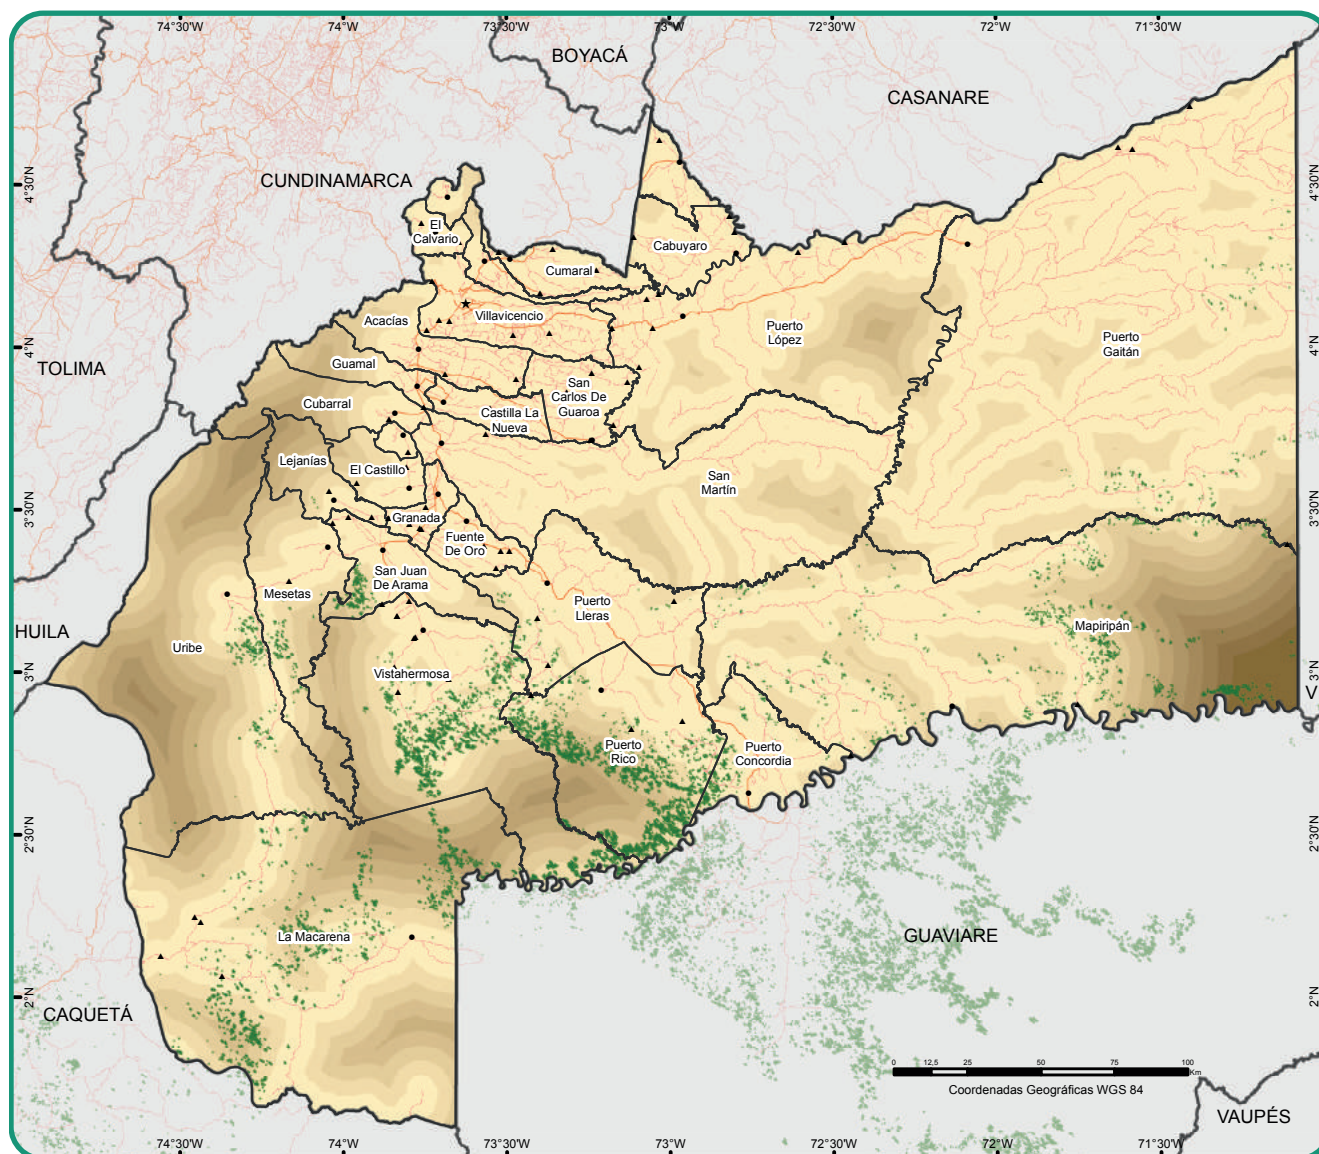 74°30'W
74°W
73°30'W
73°W
72°30'W
72°W
71°30'W
BOYACÁ
CASANARE
CUNDINAMARCA
4°30'N
4°30'N
El
Calvario
Cabuyaro
Cumaral
Villavicencio
Acacías
Puerto
López
Puerto
Gaitán
4°N
4°N
TOLIMA
Guamal
San
Carlos De
Guaroa
Cubarral
Castilla La
Nueva
Lejanías
El Castillo
San
Martín
3°30'N
3°30'N
Granada
Fuente
De Oro
San Juan
De Arama
Mesetas
Puerto
Lleras
HUILA
Uribe
Mapiripán
3°N
3°N
Vistahermosa
V
Puerto
Rico
Puerto
Concordia
2°30'N
2°30'N
La Macarena
GUAVIARE
2°N
2°N
CAQUETÁ
0
12,5
25
50
75
100
Km
Coordenadas Geográficas WGS 84
VAUPÉS
74°30'W
74°W
73°30'W
73°W
72°30'W
72°W
71°30'W